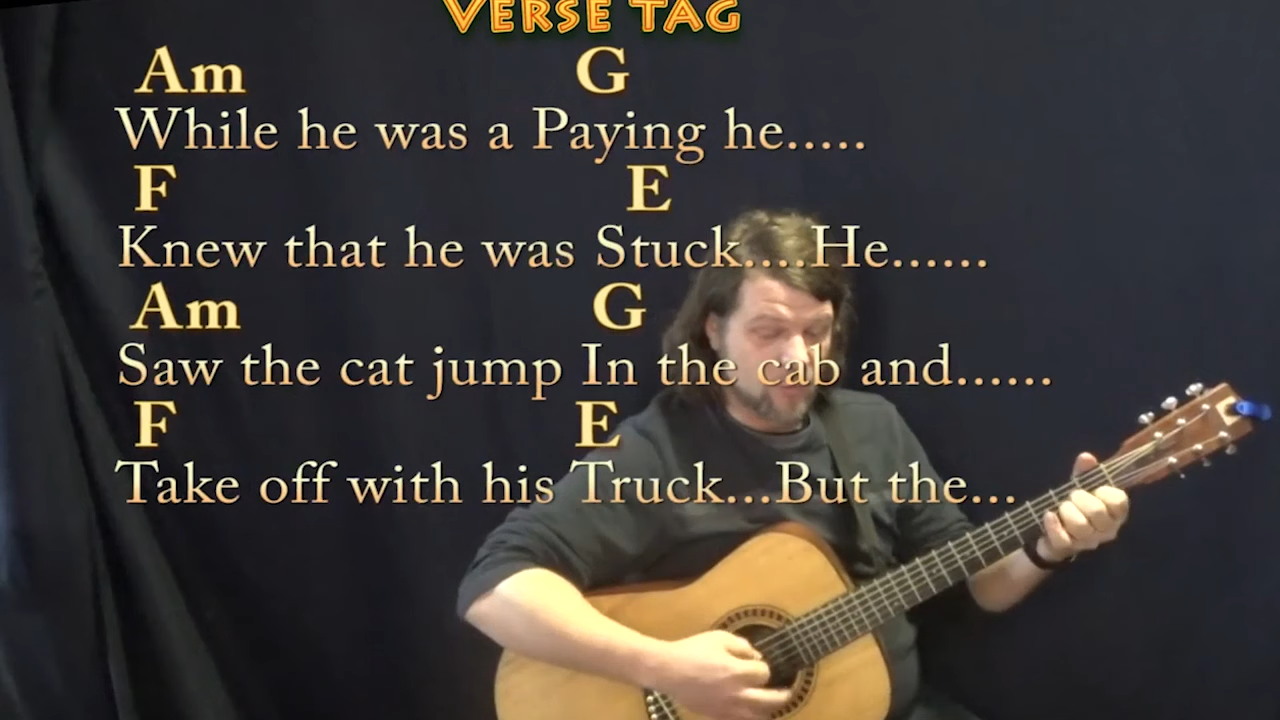 VERSE TAG
Am G
While he was a Paying he.....
F E
Knew that he was Stuck....He......
Am G
Saw the cat jump In the cab and......
F E
Take off with his Truck...But the...